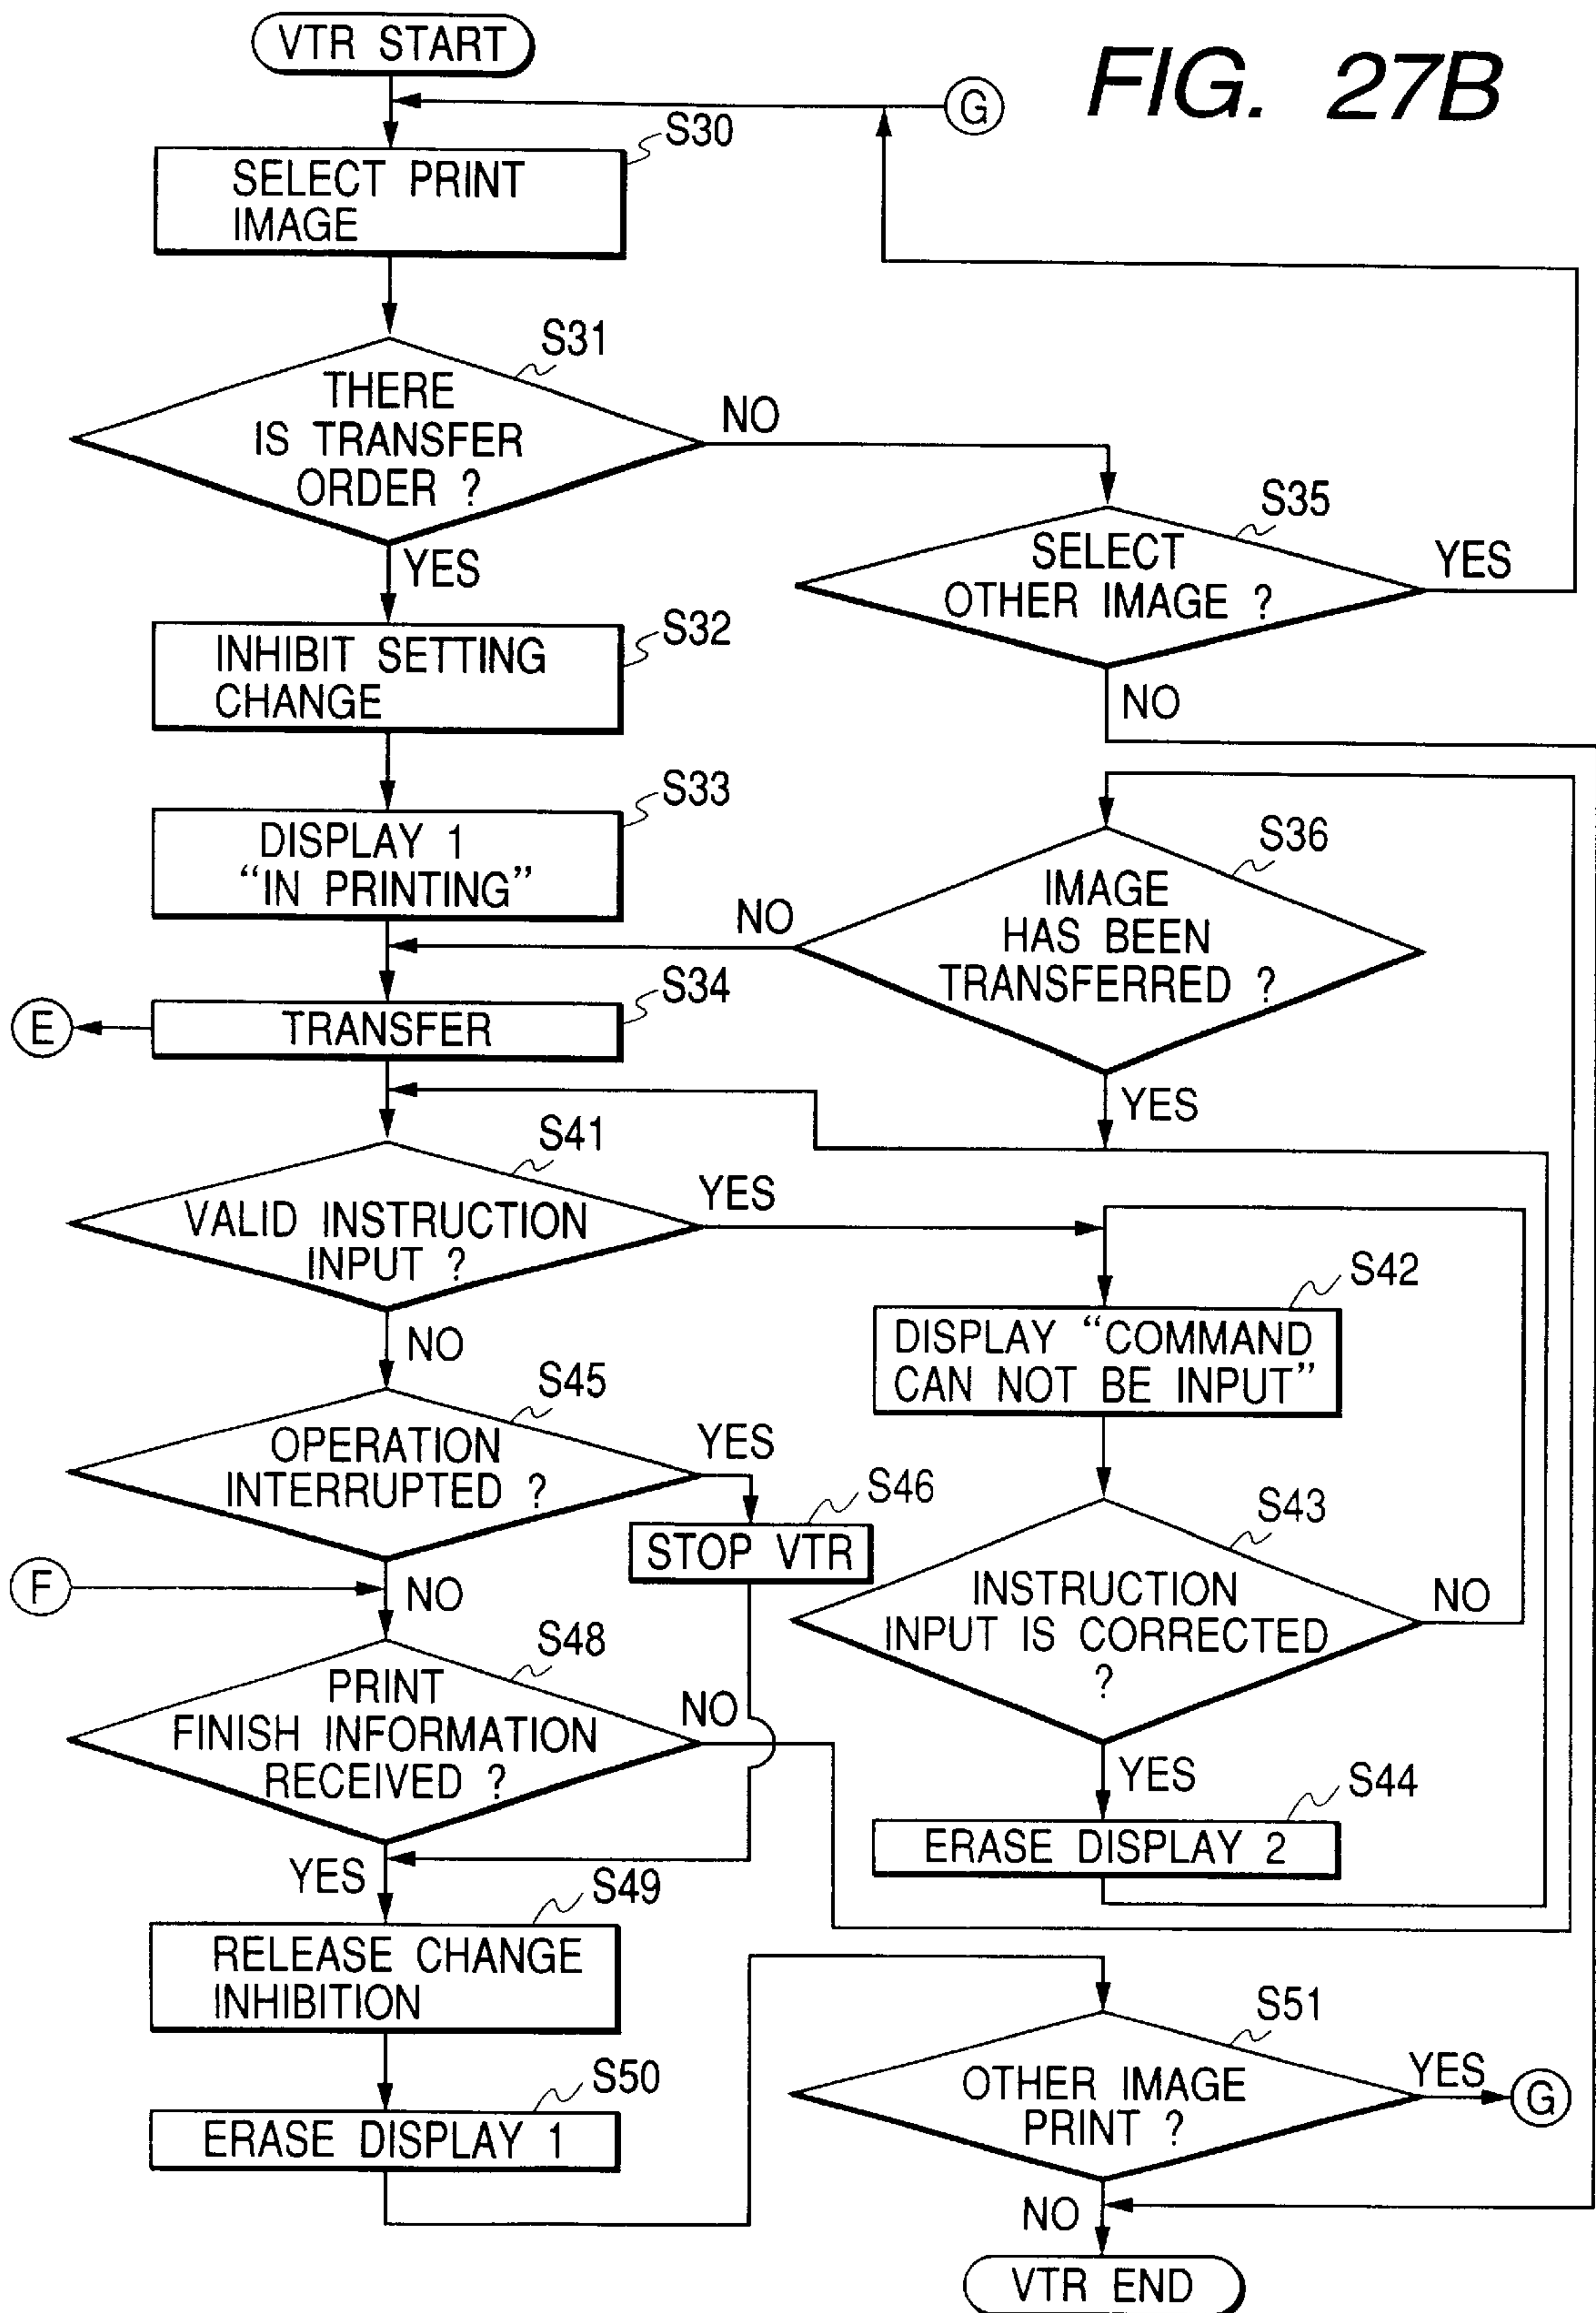 VTR START
FIG. 27B
G
S30
SELECT PRINT
IMAGE
S31
THERE
IS TRANSFER
ORDER ?
NO
YES
S35
SELECT
OTHER IMAGE ?
YES
NO
S32
INHIBIT SETTING
CHANGE
S33
DISPLAY 1
“IN PRINTING”
S36
IMAGE
HAS BEEN
TRANSFERRED ?
NO
YES
S34
TRANSFER
E
S41
VALID INSTRUCTION
INPUT ?
YES
NO
S42
DISPLAY “COMMAND
CAN NOT BE INPUT”
S45
OPERATION
INTERRUPTED ?
YES
NO
S46
STOP VTR
S43
INSTRUCTION
INPUT IS CORRECTED
?
NO
YES
F
S48
PRINT
FINISH INFORMATION
RECEIVED ?
NO
YES
S44
ERASE DISPLAY 2
S49
RELEASE CHANGE
INHIBITION
S50
ERASE DISPLAY 1
S51
OTHER IMAGE
PRINT ?
YES
G
NO
VTR END